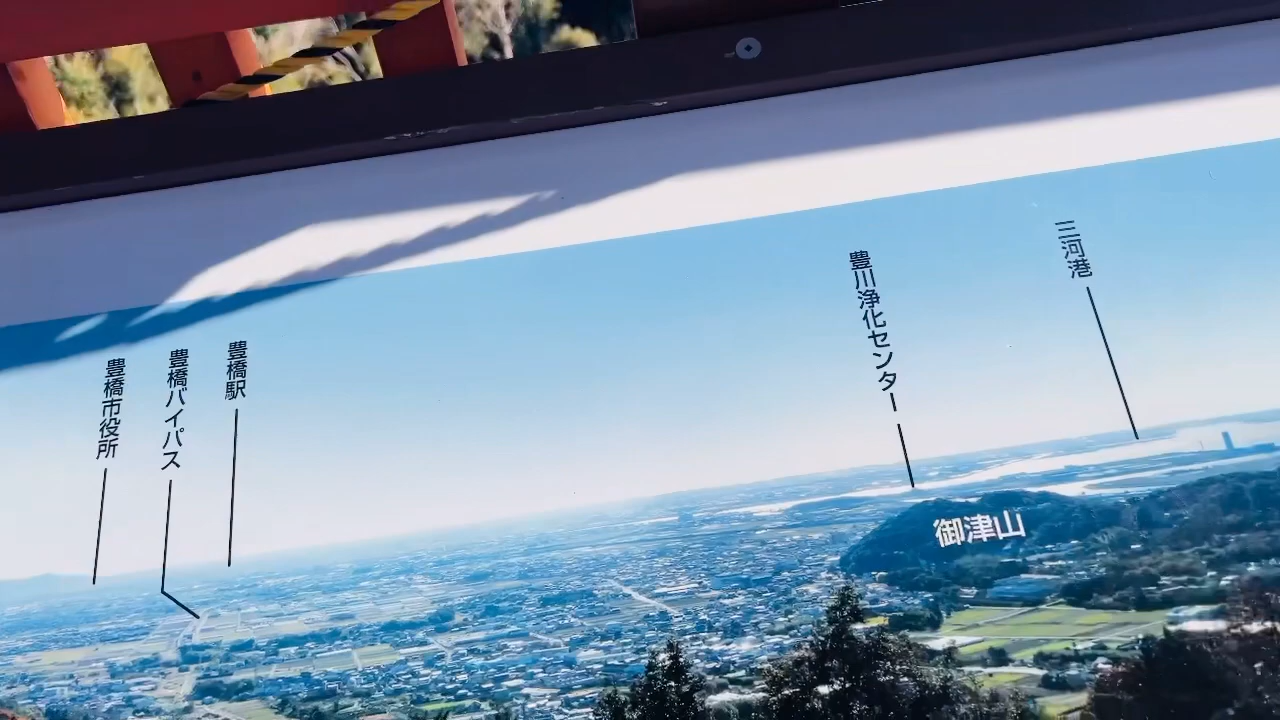 豊橋市役所
豊橋バイパス
豊橋駅
豊川浄化センター
三河港
御津山